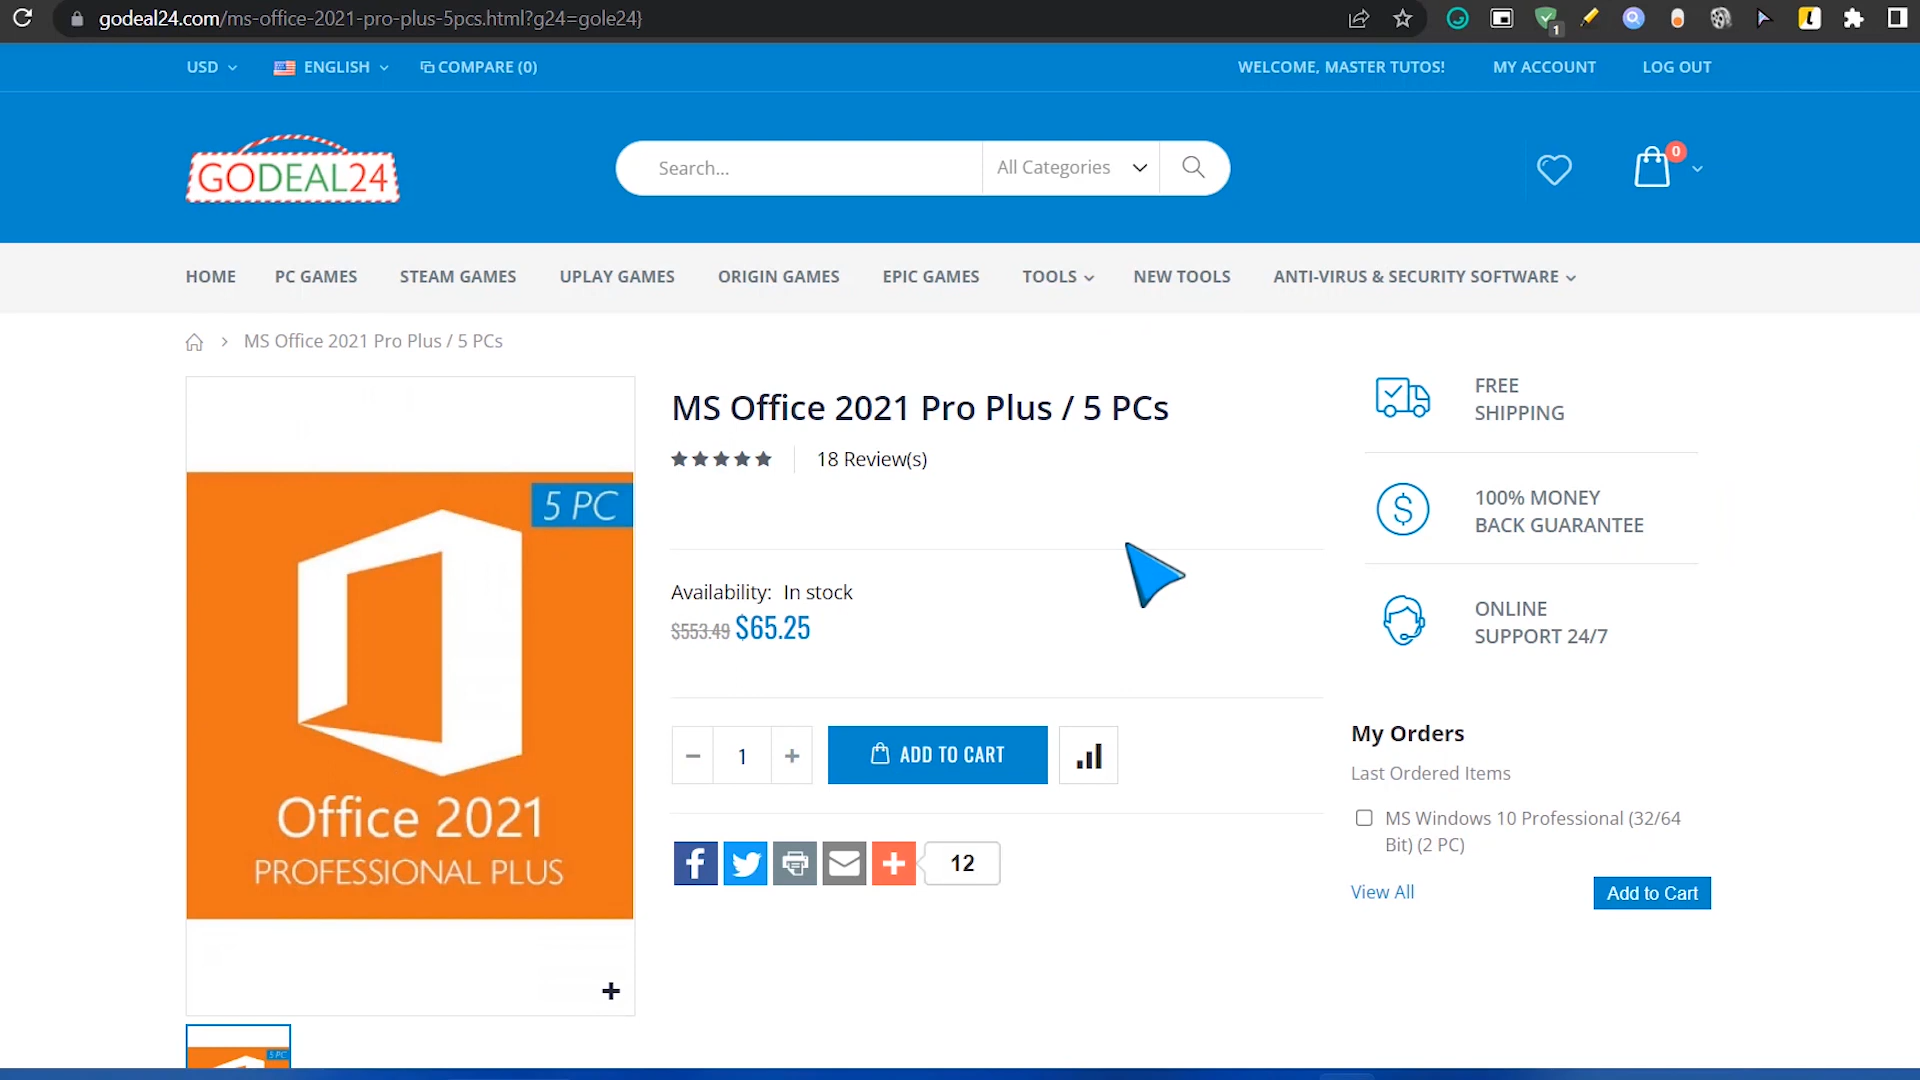 godeal24.com/ms-office-2021-pro-plus-5pcs.html?g24=gole24}
1
USD
ENGLISH
COMPARE (0)
WELCOME, MASTER TUTOS!
MY ACCOUNT
LOG OUT
GODEAL24
Search...
All Categories
0
HOME
PC GAMES
STEAM GAMES
UPLAY GAMES
ORIGIN GAMES
EPIC GAMES
TOOLS
NEW TOOLS
ANTI-VIRUS & SECURITY SOFTWARE
MS Office 2021 Pro Plus / 5 PCs
5 PC
Office 2021
PROFESSIONAL PLUS
5 PC
MS Office 2021 Pro Plus / 5 PCs
18 Review(s)
Availability: In stock
$553.49 $65.25
1
ADD TO CART
12
FREE
SHIPPING
100% MONEY
BACK GUARANTEE
ONLINE
SUPPORT 24/7
My Orders
Last Ordered Items
MS Windows 10 Professional (32/64
Bit) (2 PC)
View All
Add to Cart